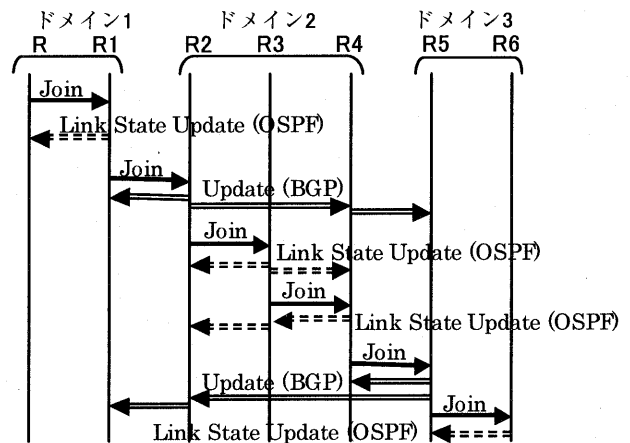 ドメイン1 ドメイン2 ドメイン3
R R1 R2 R3 R4 R5 R6
Join
Link State Update (OSPF)
Join
Update (BGP)
Join
Link State Update (OSPF)
Join
Link State Update (OSPF)
Join
Update (BGP)
Join
Link State Update (OSPF)